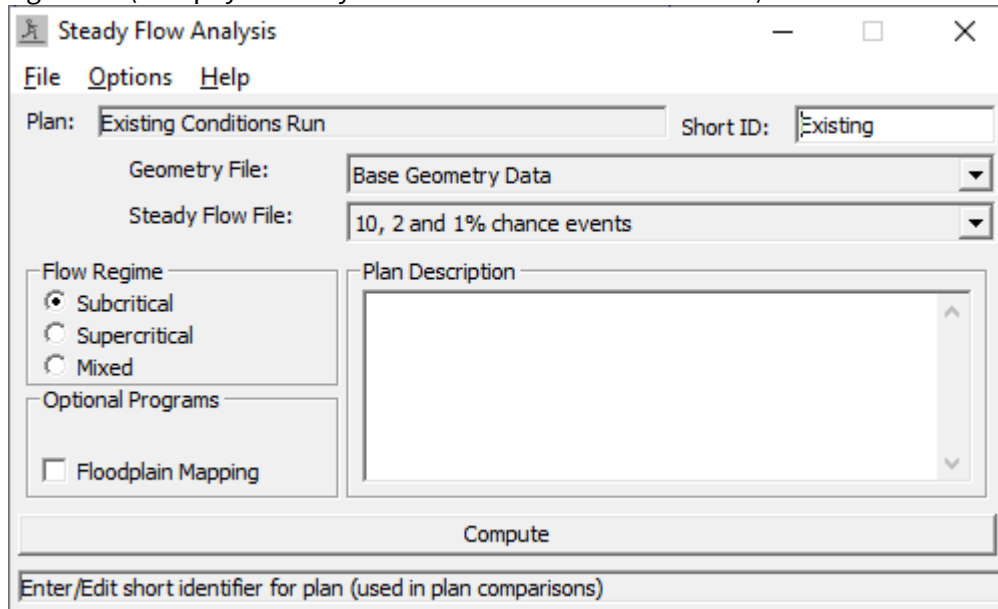 Steady Flow Analysis
File Options Help
Plan: Existing Conditions Run Short ID: Existing
Geometry File: Base Geometry Data
Steady Flow File: 10, 2 and 1% chance events
Flow Regime
Subcritical
Supercritical
Mixed
Plan Description
Optional Programs
Floodplain Mapping
Compute
Enter/Edit short identifier for plan (used in plan comparisons)